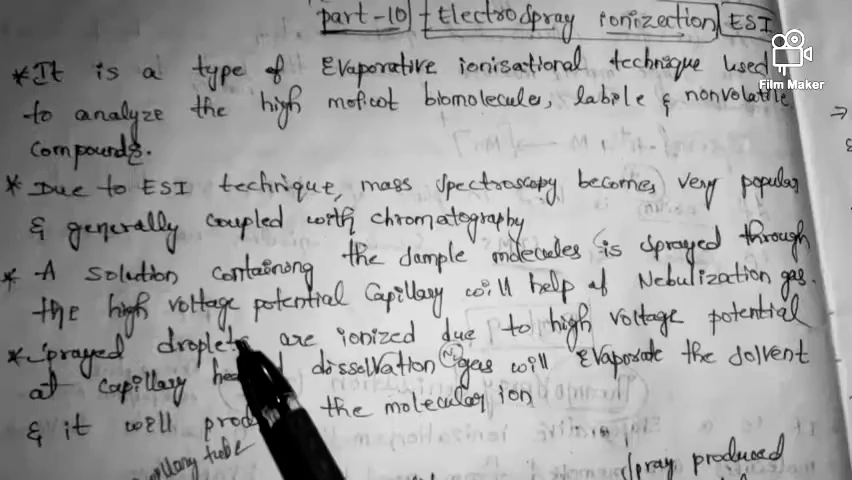 part-10 Electrospray ionization ESI
Film Maker
* It is a type of Evaporative ionisational technique used
to analyze the high moleculer biomolecules, labile & nonvolatile
compounds.
* Due to ESI technique, mass spectroscopy becomes very popular
& generally coupled with chromatography
* A solution containing the sample molecules is sprayed through
the high voltage potential capillary with help of Nebulization gas.
* Sprayed droplets are ionized due to high voltage potential
at capillary dissolvation N2 gas will Evaporate the solvent
& it will the molecular ion
tube
spray produced